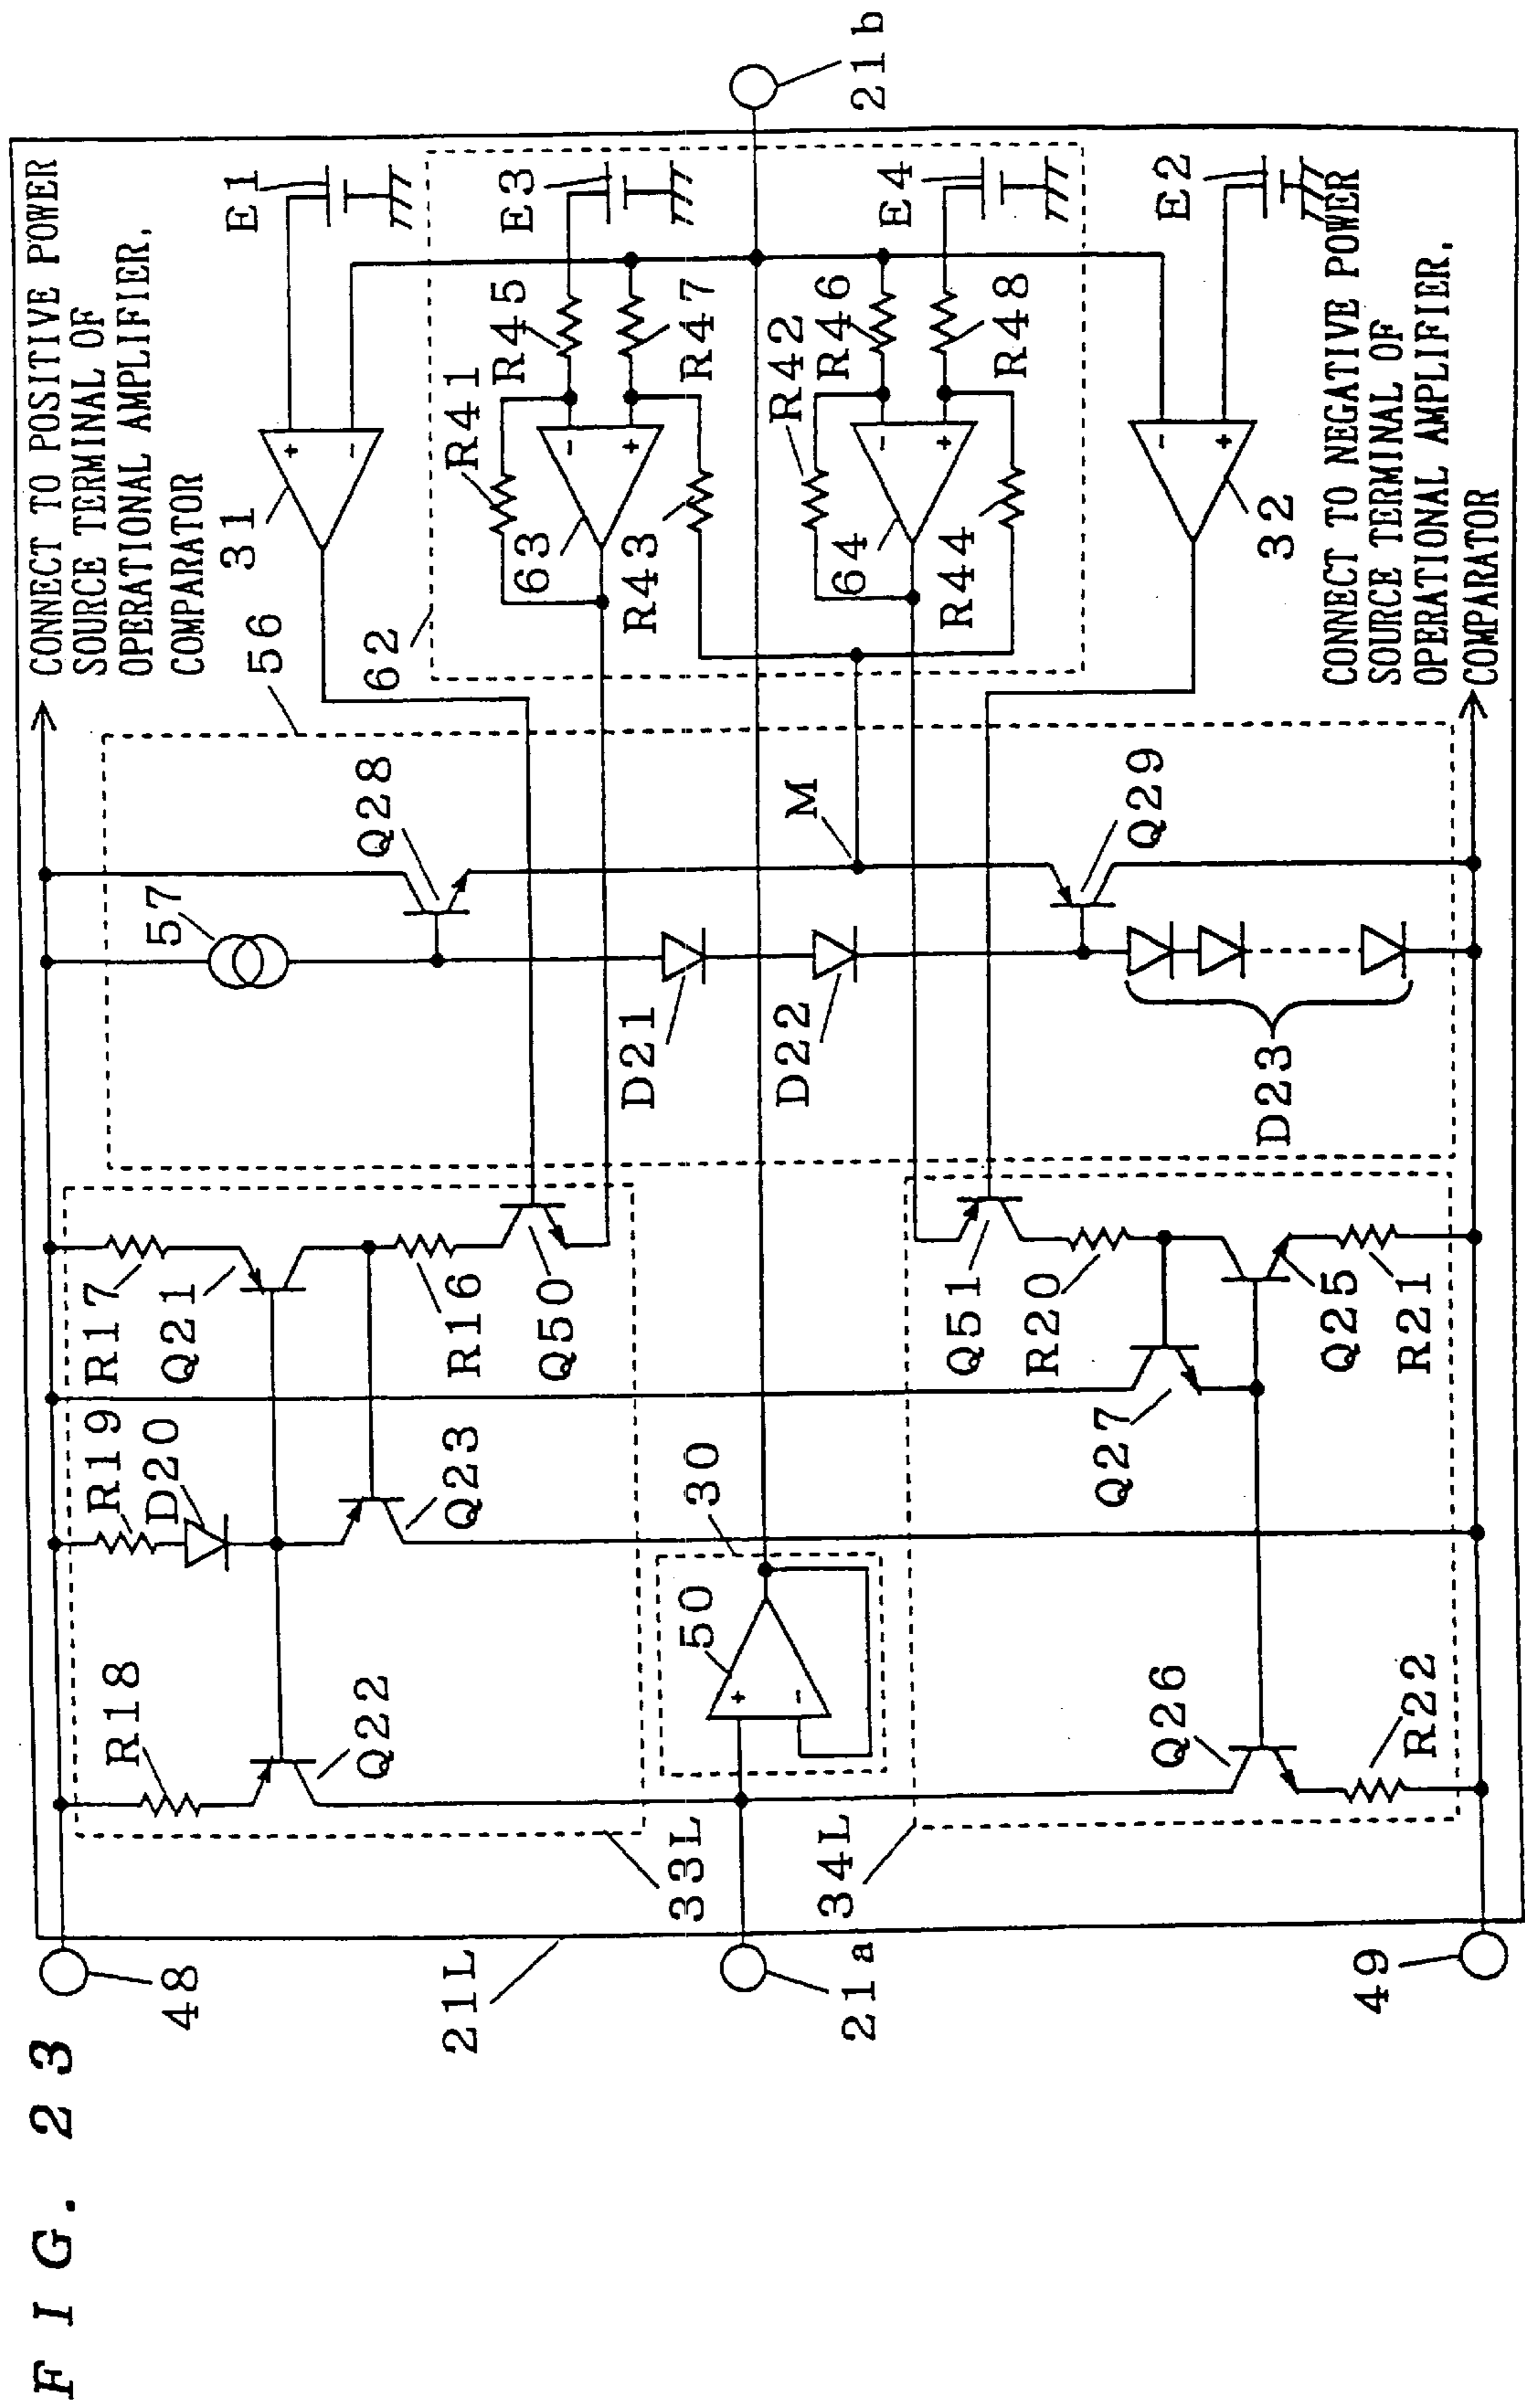 FIG. 23
CONNECT TO POSITIVE POWER
SOURCE TERMINAL OF
OPERATIONAL AMPLIFIER,
COMPARATOR
48
R18
R19
R17
D20
Q21
Q22
Q23
R16
Q50
33L
21L
57
Q28
56
31
E1
+
-
62
R41
R45
E3
63
-
+
R43
R47
D21
D22
M
50
30
+
-
21a
21b
34L
R42
R46
E4
64
-
+
R44
R48
Q51
R20
Q27
Q25
R21
Q26
R22
Q29
D23
-
+
32
E2
49
CONNECT TO NEGATIVE POWER
SOURCE TERMINAL OF
OPERATIONAL AMPLIFIER,
COMPARATOR